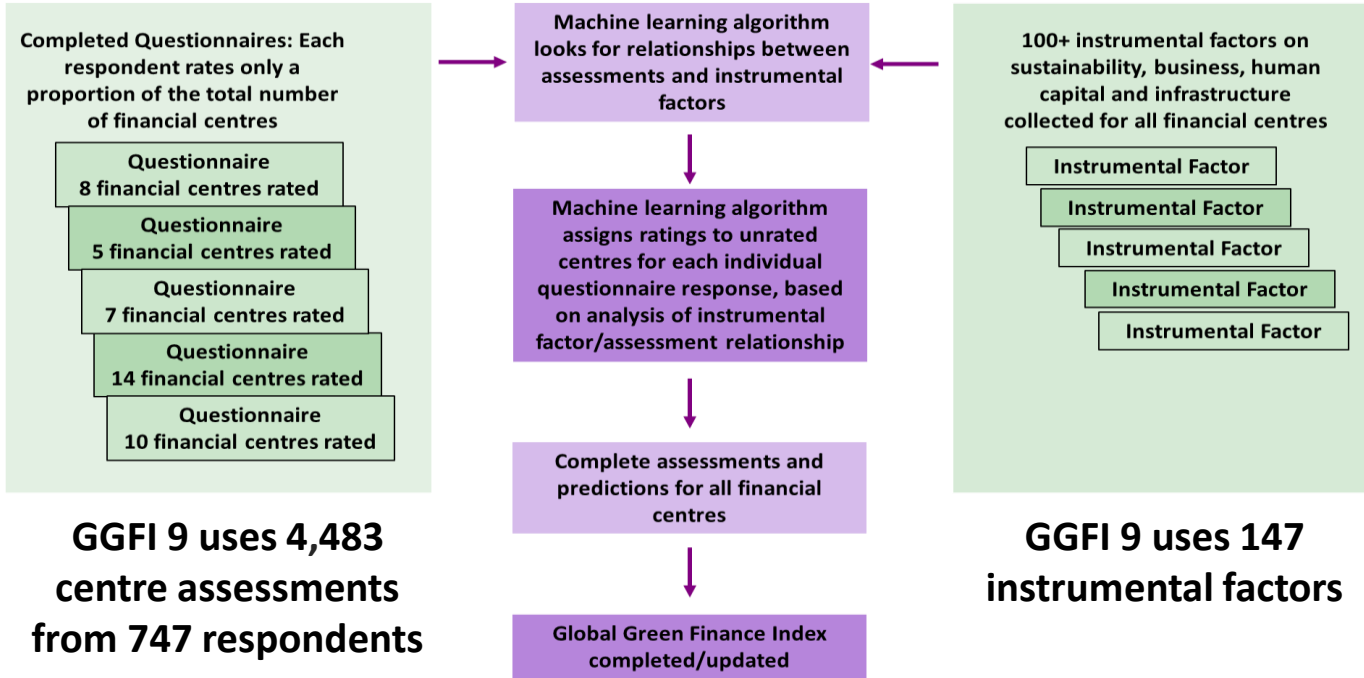 Completed Questionnaires: Each
respondent rates only a
proportion of the total number
of financial centres
Questionnaire
8 financial centres rated
Questionnaire
5 financial centres rated
Questionnaire
7 financial centres rated
Questionnaire
14 financial centres rated
Questionnaire
10 financial centres rated
GGFI 9 uses 4,483
centre assessments
from 747 respondents
Machine learning algorithm
looks for relationships between
assessments and instrumental
factors
Machine learning algorithm
assigns ratings to unrated
centres for each individual
questionnaire response, based
on analysis of instrumental
factor/assessment relationship
Complete assessments and
predictions for all financial
centres
Global Green Finance Index
completed/updated
100+ instrumental factors on
sustainability, business, human
capital and infrastructure
collected for all financial centres
Instrumental Factor
Instrumental Factor
Instrumental Factor
Instrumental Factor
Instrumental Factor
GGFI 9 uses 147
instrumental factors